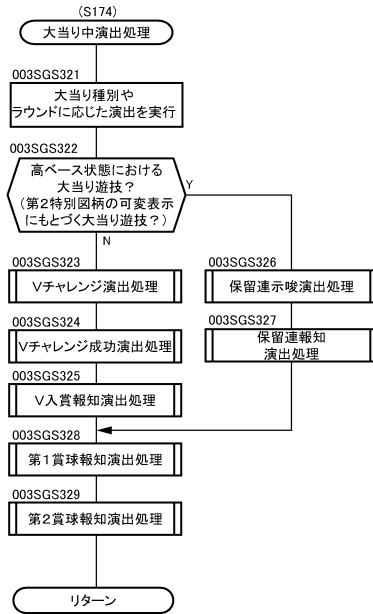 (S174)
大当り中演出処理
003SGS321
大当り種別や
ラウンドに応じた演出を実行
003SGS322
高ベース状態における
大当り遊技?
(第2特別図柄の可変表示
にもとづく大当り遊技?)
Y
N
003SGS323
Vチャレンジ演出処理
003SGS324
Vチャレンジ成功演出処理
003SGS325
V入賞報知演出処理
003SGS326
保留連示唆演出処理
003SGS327
保留連報知
演出処理
003SGS328
第1賞球報知演出処理
003SGS329
第2賞球報知演出処理
リターン